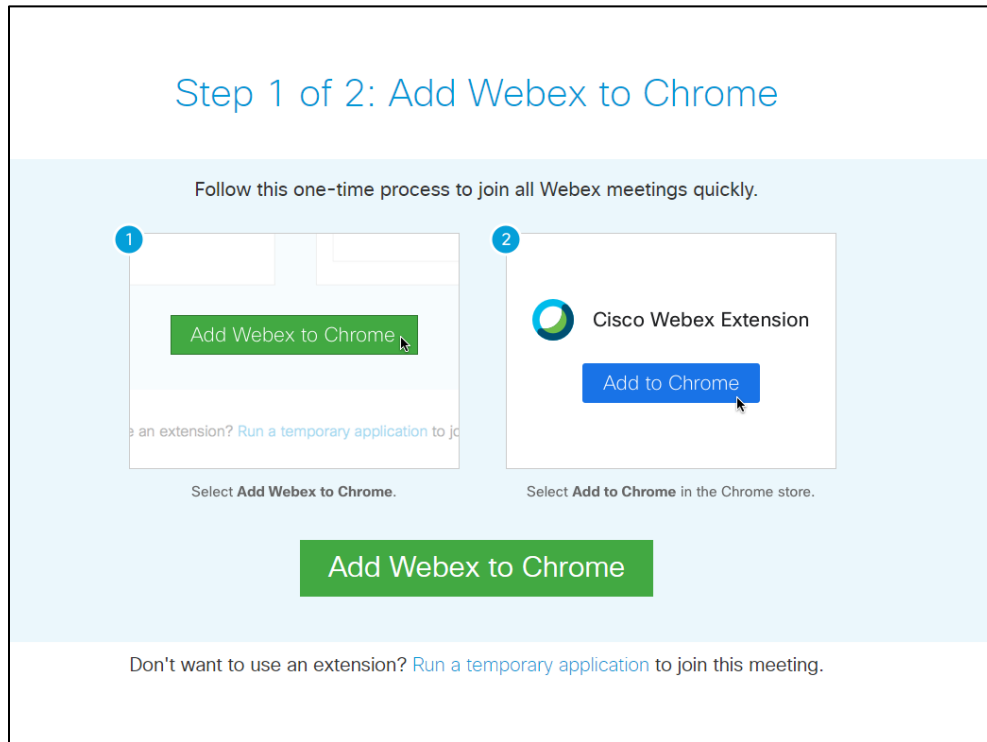 Step 1 of 2: Add Webex to Chrome
Follow this one-time process to join all Webex meetings quickly.
1
Add Webex to Chrome
an extension? Run a temporary application to jo
Select Add Webex to Chrome.
2
Cisco Webex Extension
Add to Chrome
Select Add to Chrome in the Chrome store.
Add Webex to Chrome
Don't want to use an extension? Run a temporary application to join this meeting.